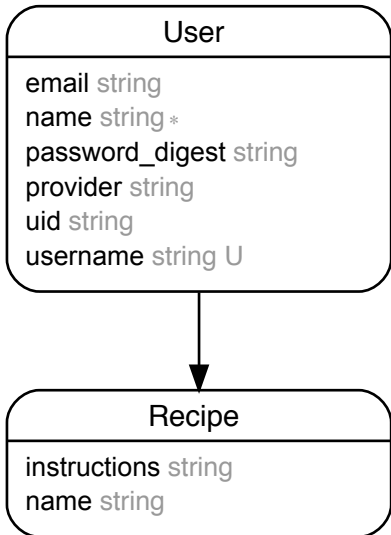 User
email string
name string *
password_digest string
provider string
uid string
username string U
Recipe
instructions string
name string